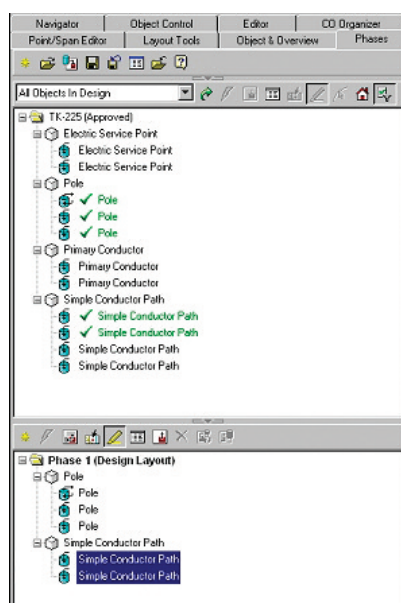 Navigator Object Control Editor CO Organizer
Point/Span Editor Layout Tools Object & Overview Phases
All Objects In Design
TK-225 (Approved)
Electric Service Point
Electric Service Point
Electric Service Point
Pole
Pole
Pole
Pole
Primary Conductor
Primary Conductor
Primary Conductor
Simple Conductor Path
Simple Conductor Path
Simple Conductor Path
Simple Conductor Path
Simple Conductor Path
Phase 1 (Design Layout)
Pole
Pole
Pole
Pole
Simple Conductor Path
Simple Conductor Path
Simple Conductor Path